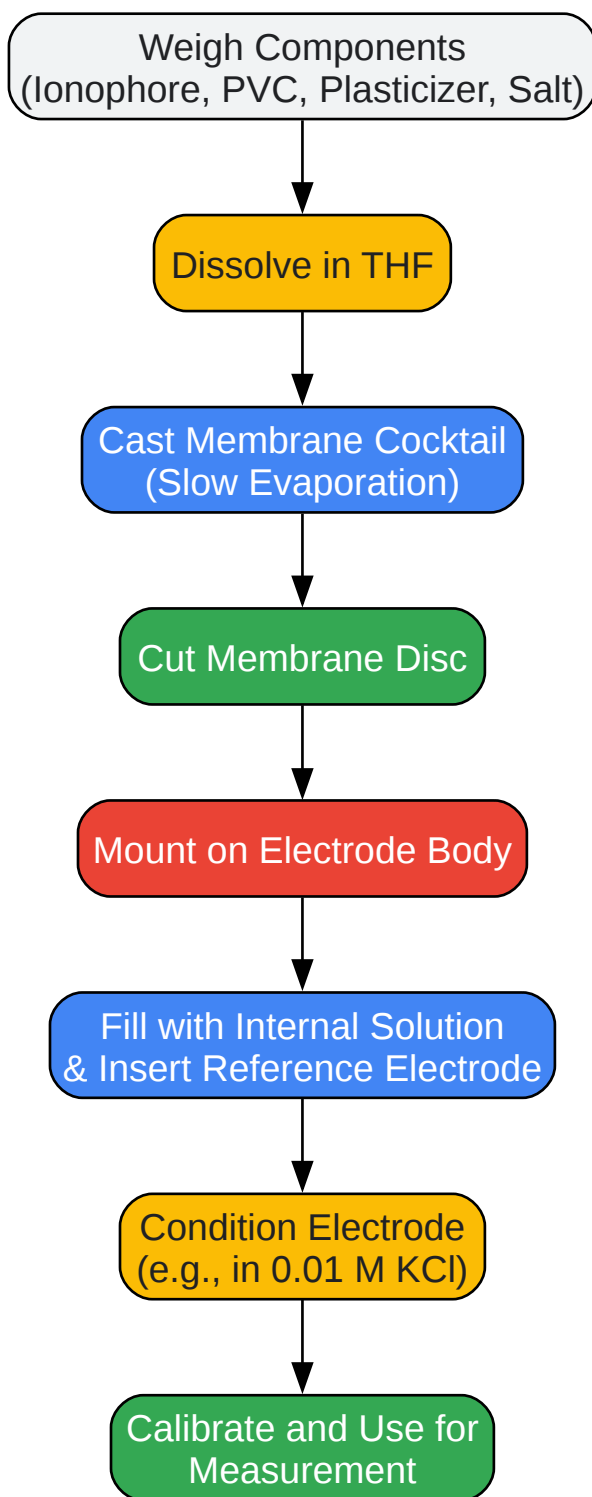 Weigh Components
(Ionophore, PVC, Plasticizer, Salt)
Dissolve in THF
Cast Membrane Cocktail
(Slow Evaporation)
Cut Membrane Disc
Mount on Electrode Body
Fill with Internal Solution
& Insert Reference Electrode
Condition Electrode
(e.g., in 0.01 M KCl)
Calibrate and Use for
Measurement